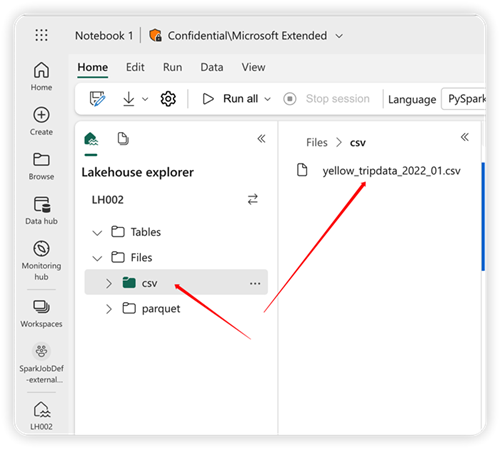 Notebook 1
Confidential\Microsoft Extended
Home
Edit
Run
Data
View
Run all
Stop session
Language
PySpark
Home
Create
Browse
Data hub
Monitoring
hub
Workspaces
SparkJobDef
-external...
LH002
Lakehouse explorer
LH002
Tables
Files
csv
...
parquet
Files > csv
yellow_tripdata_2022_01.csv